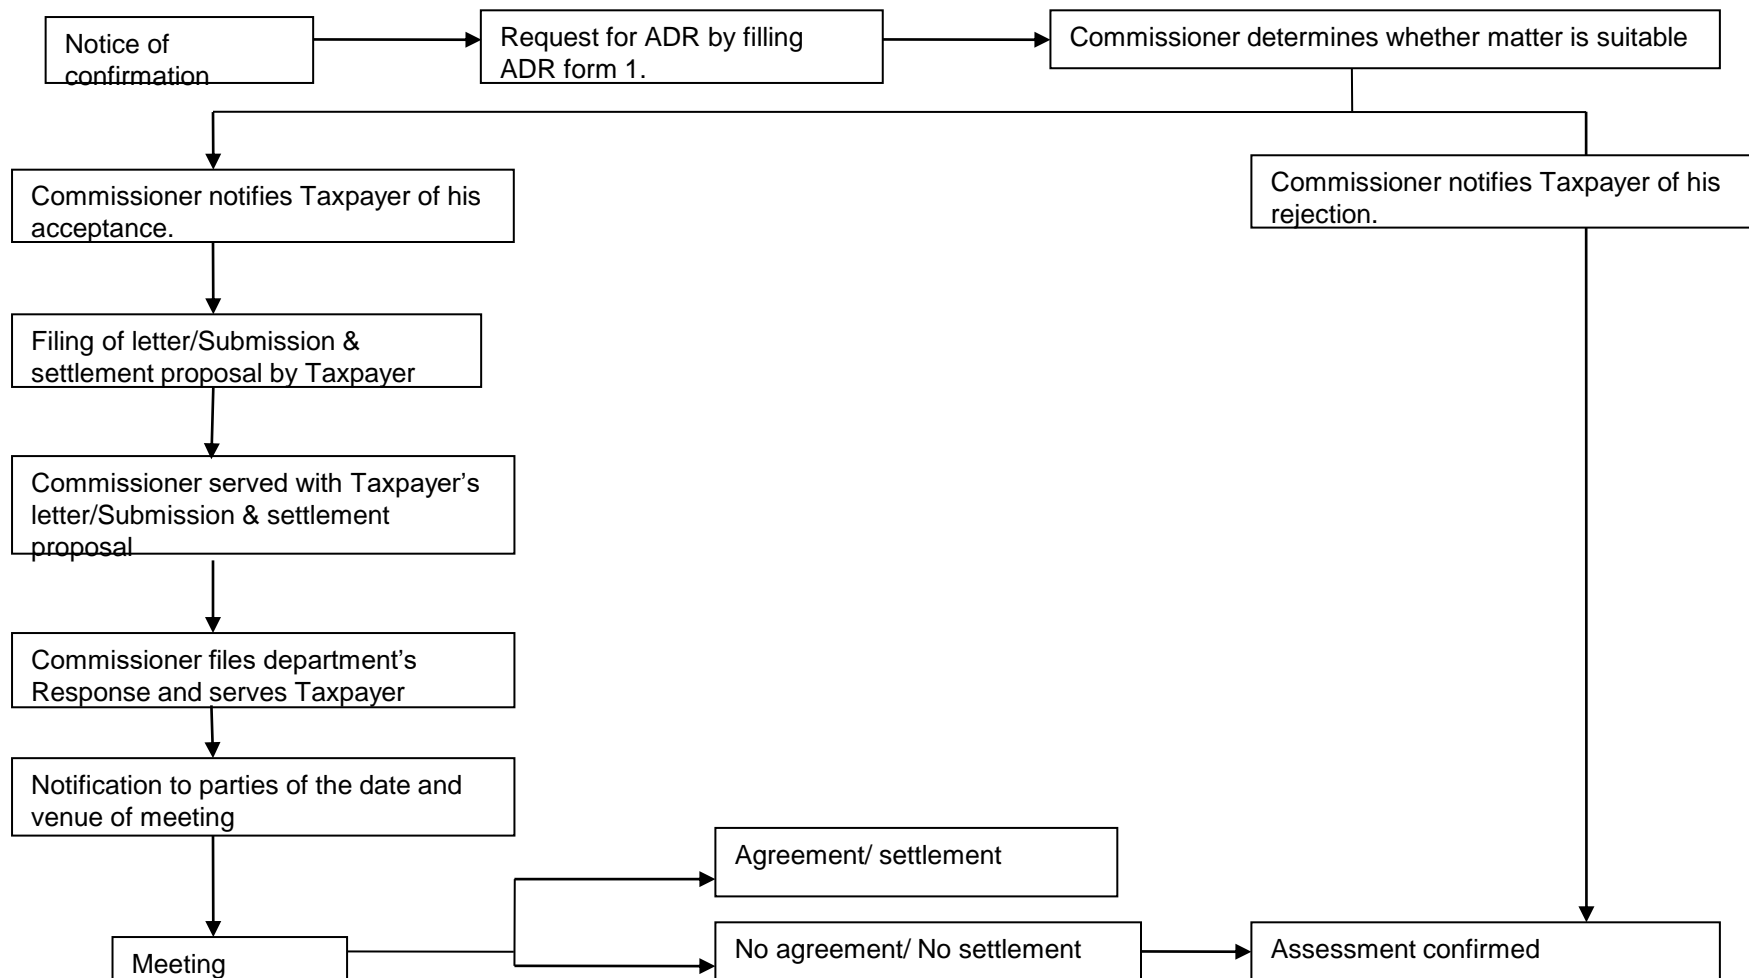 Notice of
confirmation
Request for ADR by filling
ADR form 1.
Commissioner determines whether matter is suitable
Commissioner notifies Taxpayer of his
acceptance.
Commissioner notifies Taxpayer of his
rejection.
Filing of letter/Submission &
settlement proposal by Taxpayer
Commissioner served with Taxpayer’s
letter/Submission & settlement
proposal
Commissioner files department’s
Response and serves Taxpayer
Notification to parties of the date and
venue of meeting
Agreement/ settlement
Meeting
No agreement/ No settlement
Assessment confirmed